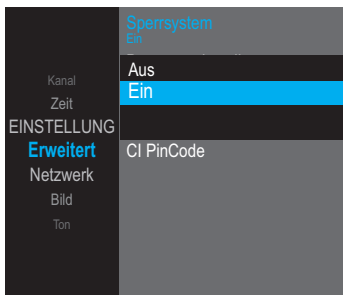 Sperrsystem
Ein
Aus
Ein
CI PinCode
Kanal
Zeit
EINSTELLUNG
Erweitert
Netzwerk
Bild
Ton